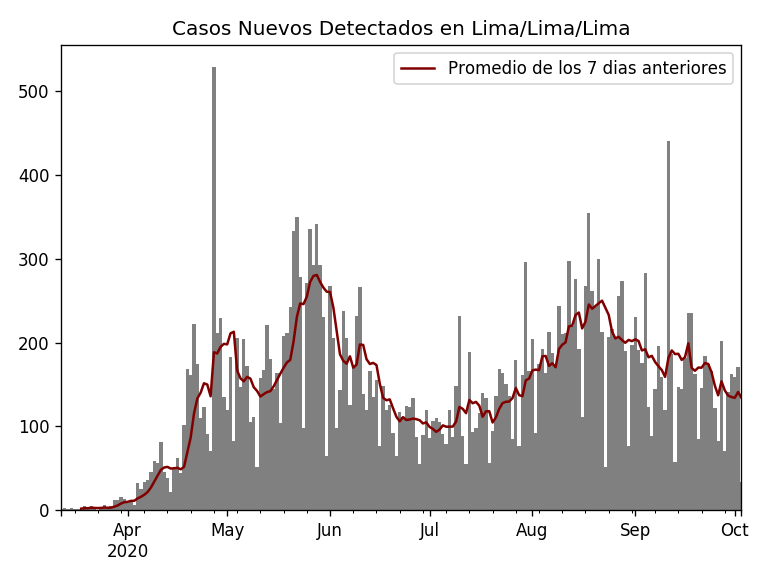 Casos Nuevos Detectados en Lima/Lima/Lima
Promedio de los 7 dias anteriores
500
400
300
200
100
0
Apr May Jun Jul Aug Sep Oct
2020